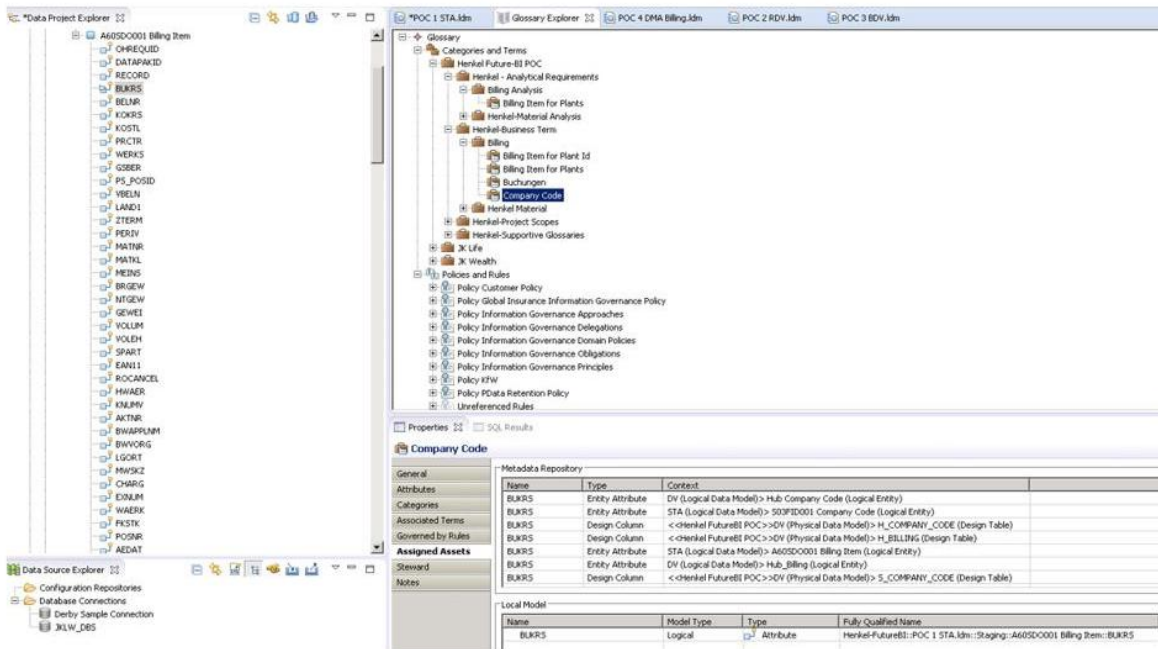 *Data Project Explorer
A60SDO001 Billing Item
OHREQUID
DATAPAKID
RECORD
BUKRS
BELNR
KOKRS
KOSTL
PRCTR
WERKS
GSBER
PS_POSID
VBELN
LAND1
ZTERM
PERIV
MATNR
MATKL
MEINS
BRGEW
NTGEW
GEWEI
VOLUM
VOLEH
SPART
EAN11
ROCANCEL
HWAER
KNUMV
AKTNR
BWAPPLNM
BWVORG
LGORT
MWSKZ
CHARG
EXNUM
WAERK
FKSTK
POSNR
AEDAT
Data Source Explorer
Configuration Repositories
Database Connections
Derby Sample Connection
JKLW_DBS
*POC 1 STA.ldm
Glossary Explorer
POC 4 DMA Billing.ldm
POC 2 RDV.ldm
POC 3 BDV.ldm
Glossary
Categories and Terms
Henkel Future-BI POC
Henkel - Analytical Requirements
Billing Analysis
Billing Item for Plants
Henkel-Material Analysis
Henkel-Business Term
Billing
Billing Item for Plant Id
Billing Item for Plants
Buchungen
Company Code
Henkel Material
Henkel-Project Scopes
Henkel-Supportive Glossaries
JK Life
JK Wealth
Policies and Rules
Policy Customer Policy
Policy Global Insurance Information Governance Policy
Policy Information Governance Approaches
Policy Information Governance Delegations
Policy Information Governance Domain Policies
Policy Information Governance Obligations
Policy Information Governance Principles
Policy KfW
Policy PData Retention Policy
Unreferenced Rules
Properties SQL Results
Company Code
General
Attributes
Categories
Associated Terms
Governed by Rules
Assigned Assets
Steward
Notes
Metadata Repository
Name Type Context
BUKRS Entity Attribute DV (Logical Data Model)> Hub Company Code (Logical Entity)
BUKRS Entity Attribute STA (Logical Data Model)> S03FID001 Company Code (Logical Entity)
BUKRS Design Column <<Henkel FutureBI POC>>DV (Physical Data Model)> H_COMPANY_CODE (Design Table)
BUKRS Design Column <<Henkel FutureBI POC>>DV (Physical Data Model)> H_BILLING (Design Table)
BUKRS Entity Attribute STA (Logical Data Model)> A60SDO001 Billing Item (Logical Entity)
BUKRS Entity Attribute DV (Logical Data Model)> Hub_Billing (Logical Entity)
BUKRS Design Column <<Henkel FutureBI POC>>DV (Physical Data Model)> S_COMPANY_CODE (Design Table)
Local Model
Name Model Type Type Fully Qualified Name
BUKRS Logical Attribute Henkel-FutureBI::POC 1 STA.ldm::Staging::A60SDO001 Billing Item::BUKRS